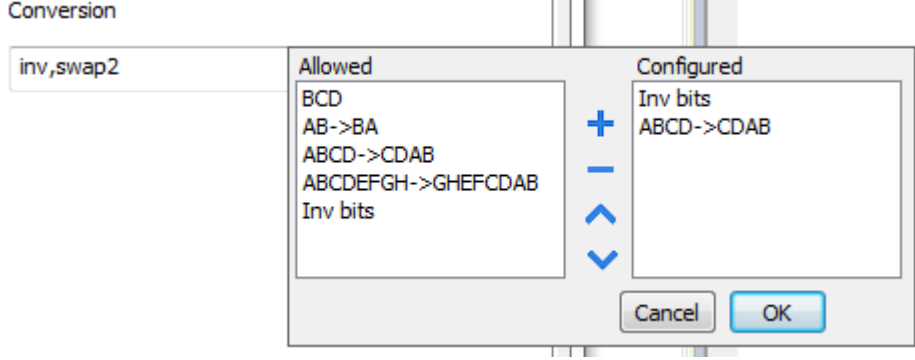 Conversion
inv,swap2
Allowed
BCD
AB->BA
ABCD->CDAB
ABCDEFGH->GHEFCDAB
Inv bits
Configured
Inv bits
ABCD->CDAB
Cancel
OK